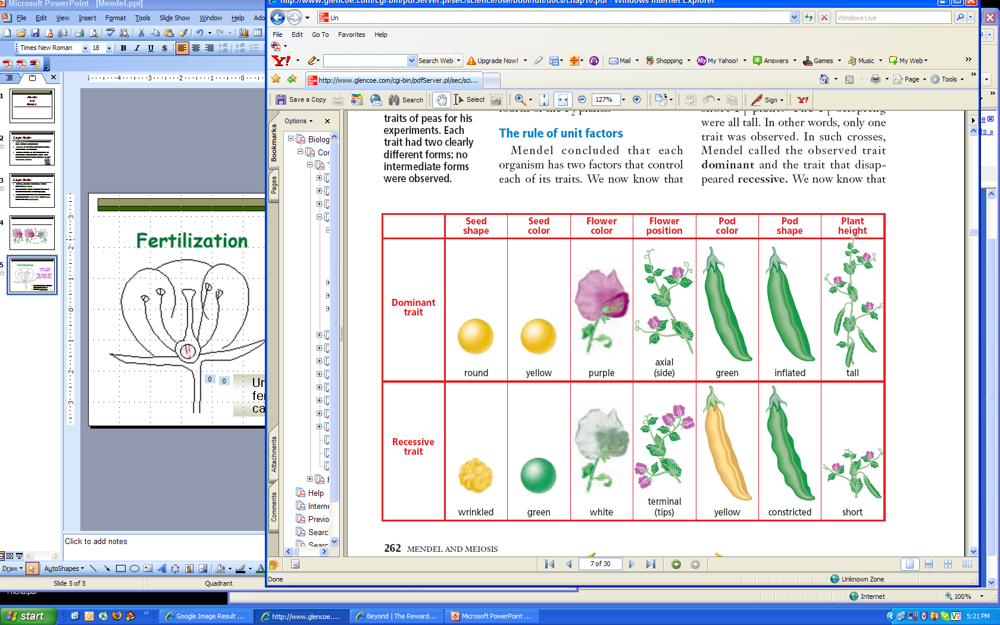 Microsoft PowerPoint - [Mendel.ppt]
File Edit View Insert Format Tools Slide Show Window Help
Times New Roman 18 B I U S
5 4 3 2 1 0
1
2
3
4
5
Fertilization
0 0
Click to add notes
Draw AutoShapes
Slide 5 of 5 Quadrant
http://www.glencoe.com/cgi-bin/pdfServer.pl/sec/science/ose/bdol/full/docs/chap10.pdf - Windows Internet Explorer
Un Windows Live
File Edit Go To Favorites Help
Y! Search Web Upgrade Now! Mail Shopping My Yahoo! Answers Games Music My Web
http://www.glencoe.com/cgi-bin/pdfServer.pl/sec/sci... Page Tools
Save a Copy Search Select 127% Sign Y!
Options
Bookmarks
Pages
Attachments
Comments
Biolog
Help
Interne
Previo
Searc
Searc
traits of peas for his
experiments. Each
trait had two clearly
different forms; no
intermediate forms
were observed.
fourth of the F2 plants.
The rule of unit factors
Mendel concluded that each
organism has two factors that control
each of its traits. We now know that
short P1 plant. The F1 offspring
were all tall. In other words, only one
trait was observed. In such crosses,
Mendel called the observed trait
dominant and the trait that disap-
peared recessive. We now know that
Seed shape Seed color Flower color Flower position Pod color Pod shape Plant height
Dominant trait
round yellow purple axial (side) green inflated tall
Recessive trait
wrinkled green white terminal (tips) yellow constricted short
262 MENDEL AND MEIOSIS
7 of 30
Done Unknown Zone
Internet 100%
start Google Image Result ... http://www.glencoe.... Beyond | The Reward... Microsoft PowerPoint ... 5:21 PM